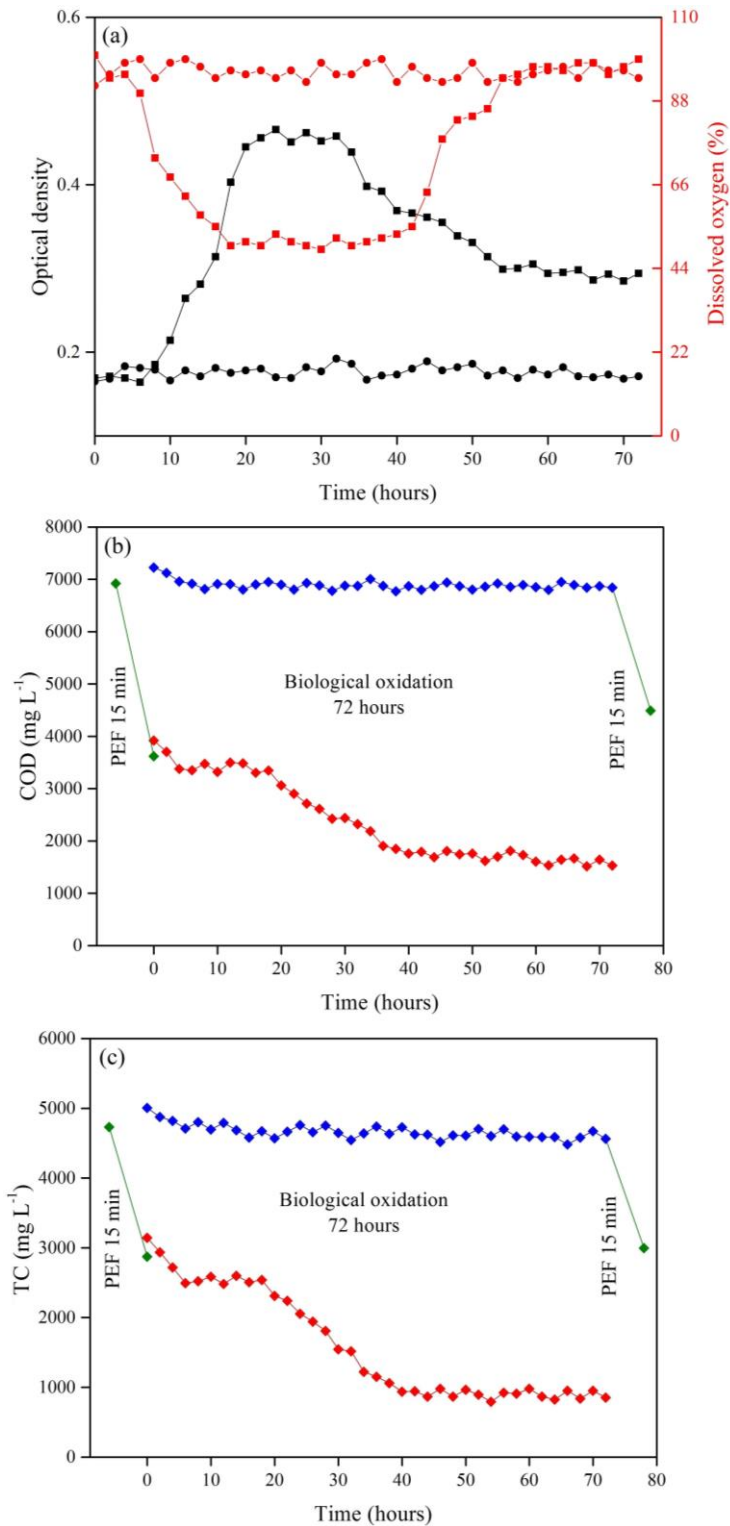 (a)
0.6
0.4
0.2
Optical density
110
88
66
44
22
0
Dissolved oxygen (%)
0 10 20 30 40 50 60 70
Time (hours)
(b)
8000
7000
6000
5000
4000
3000
2000
1000
0
COD (mg L⁻¹)
PEF 15 min
Biological oxidation
72 hours
PEF 15 min
0 10 20 30 40 50 60 70 80
Time (hours)
(c)
6000
5000
4000
3000
2000
1000
0
TC (mg L⁻¹)
PEF 15 min
Biological oxidation
72 hours
PEF 15 min
0 10 20 30 40 50 60 70 80
Time (hours)